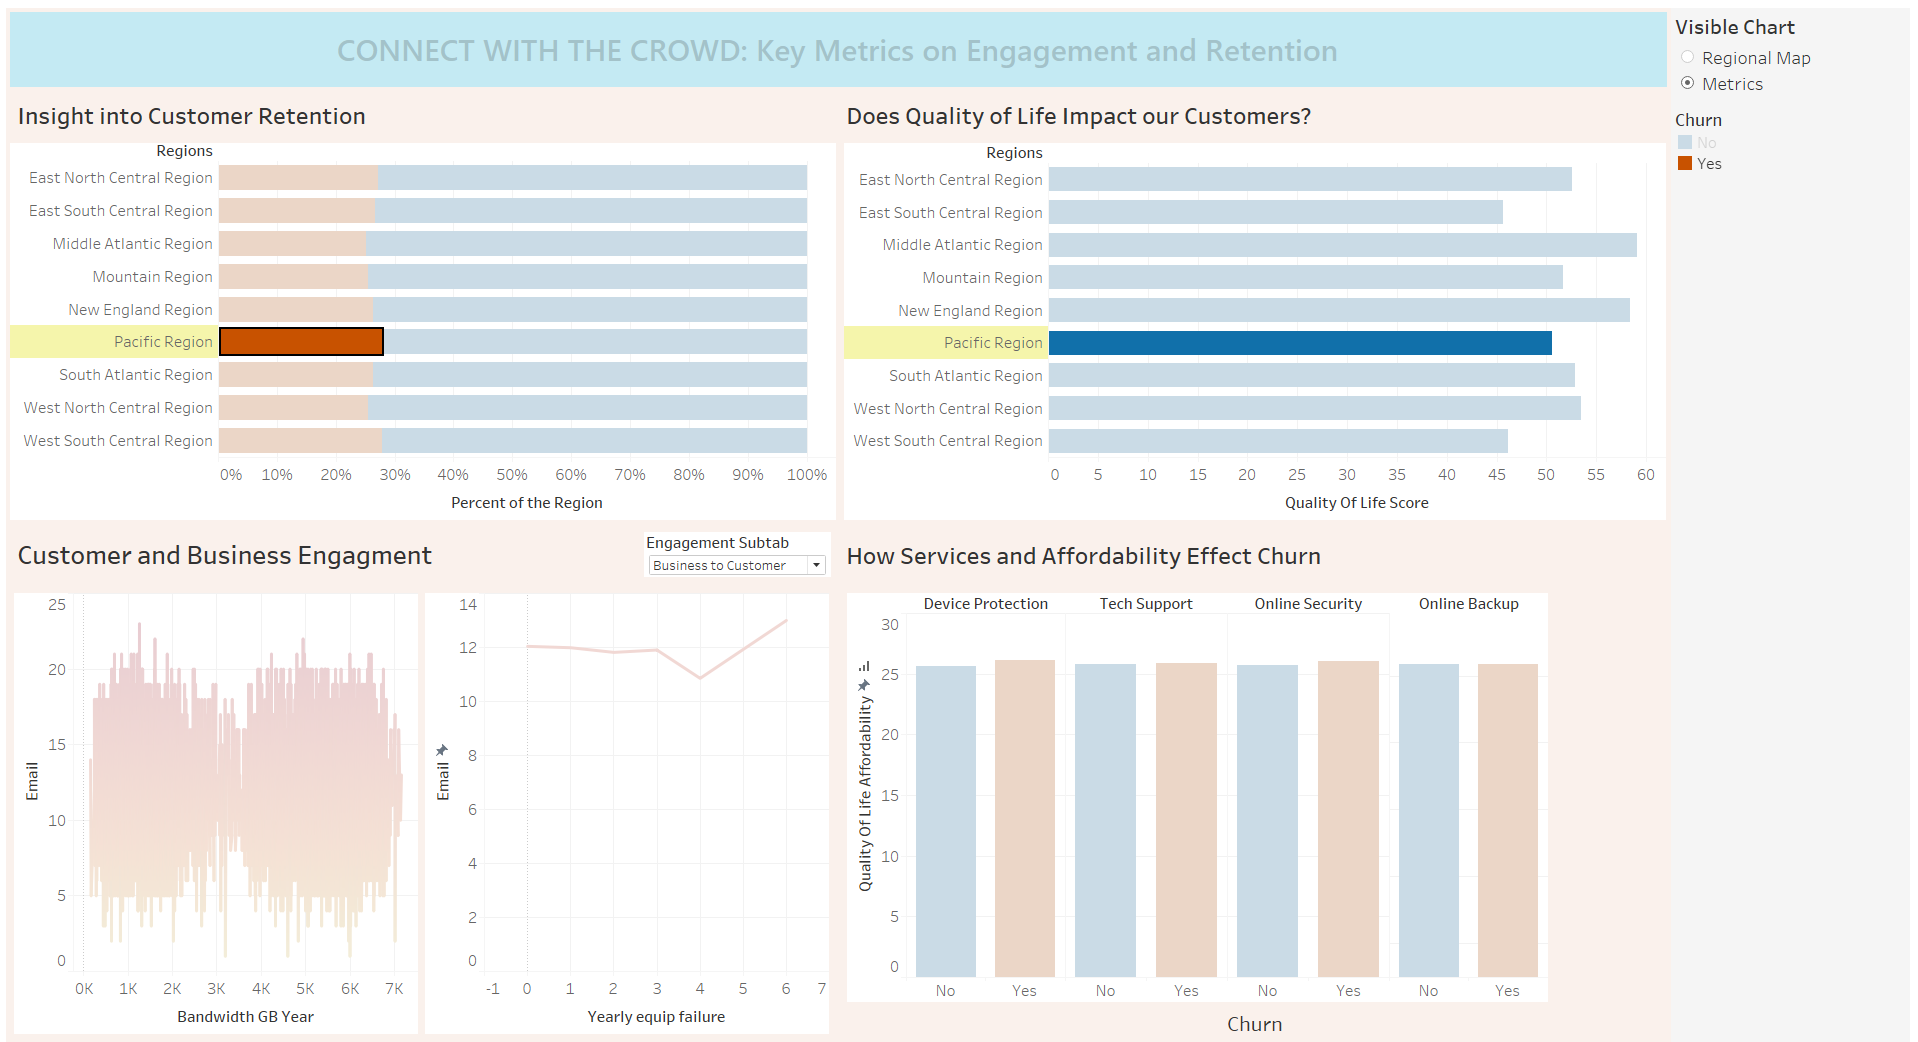 CONNECT WITH THE CROWD: Key Metrics on Engagement and Retention
Visible Chart
Regional Map
Metrics
Churn
No
Yes
Insight into Customer Retention
Regions
East North Central Region
East South Central Region
Middle Atlantic Region
Mountain Region
New England Region
Pacific Region
South Atlantic Region
West North Central Region
West South Central Region
0% 10% 20% 30% 40% 50% 60% 70% 80% 90% 100%
Percent of the Region
Does Quality of Life Impact our Customers?
Regions
East North Central Region
East South Central Region
Middle Atlantic Region
Mountain Region
New England Region
Pacific Region
South Atlantic Region
West North Central Region
West South Central Region
0 5 10 15 20 25 30 35 40 45 50 55 60
Quality Of Life Score
Customer and Business Engagment
Engagement Subtab
Business to Customer
25
20
15
10
5
0
Email
0K 1K 2K 3K 4K 5K 6K 7K
Bandwidth GB Year
14
12
10
8
6
4
2
0
Email
-1 0 1 2 3 4 5 6 7
Yearly equip failure
How Services and Affordability Effect Churn
Device Protection Tech Support Online Security Online Backup
30
25
20
15
10
5
0
Quality Of Life Affordability
No Yes No Yes No Yes No Yes
Churn